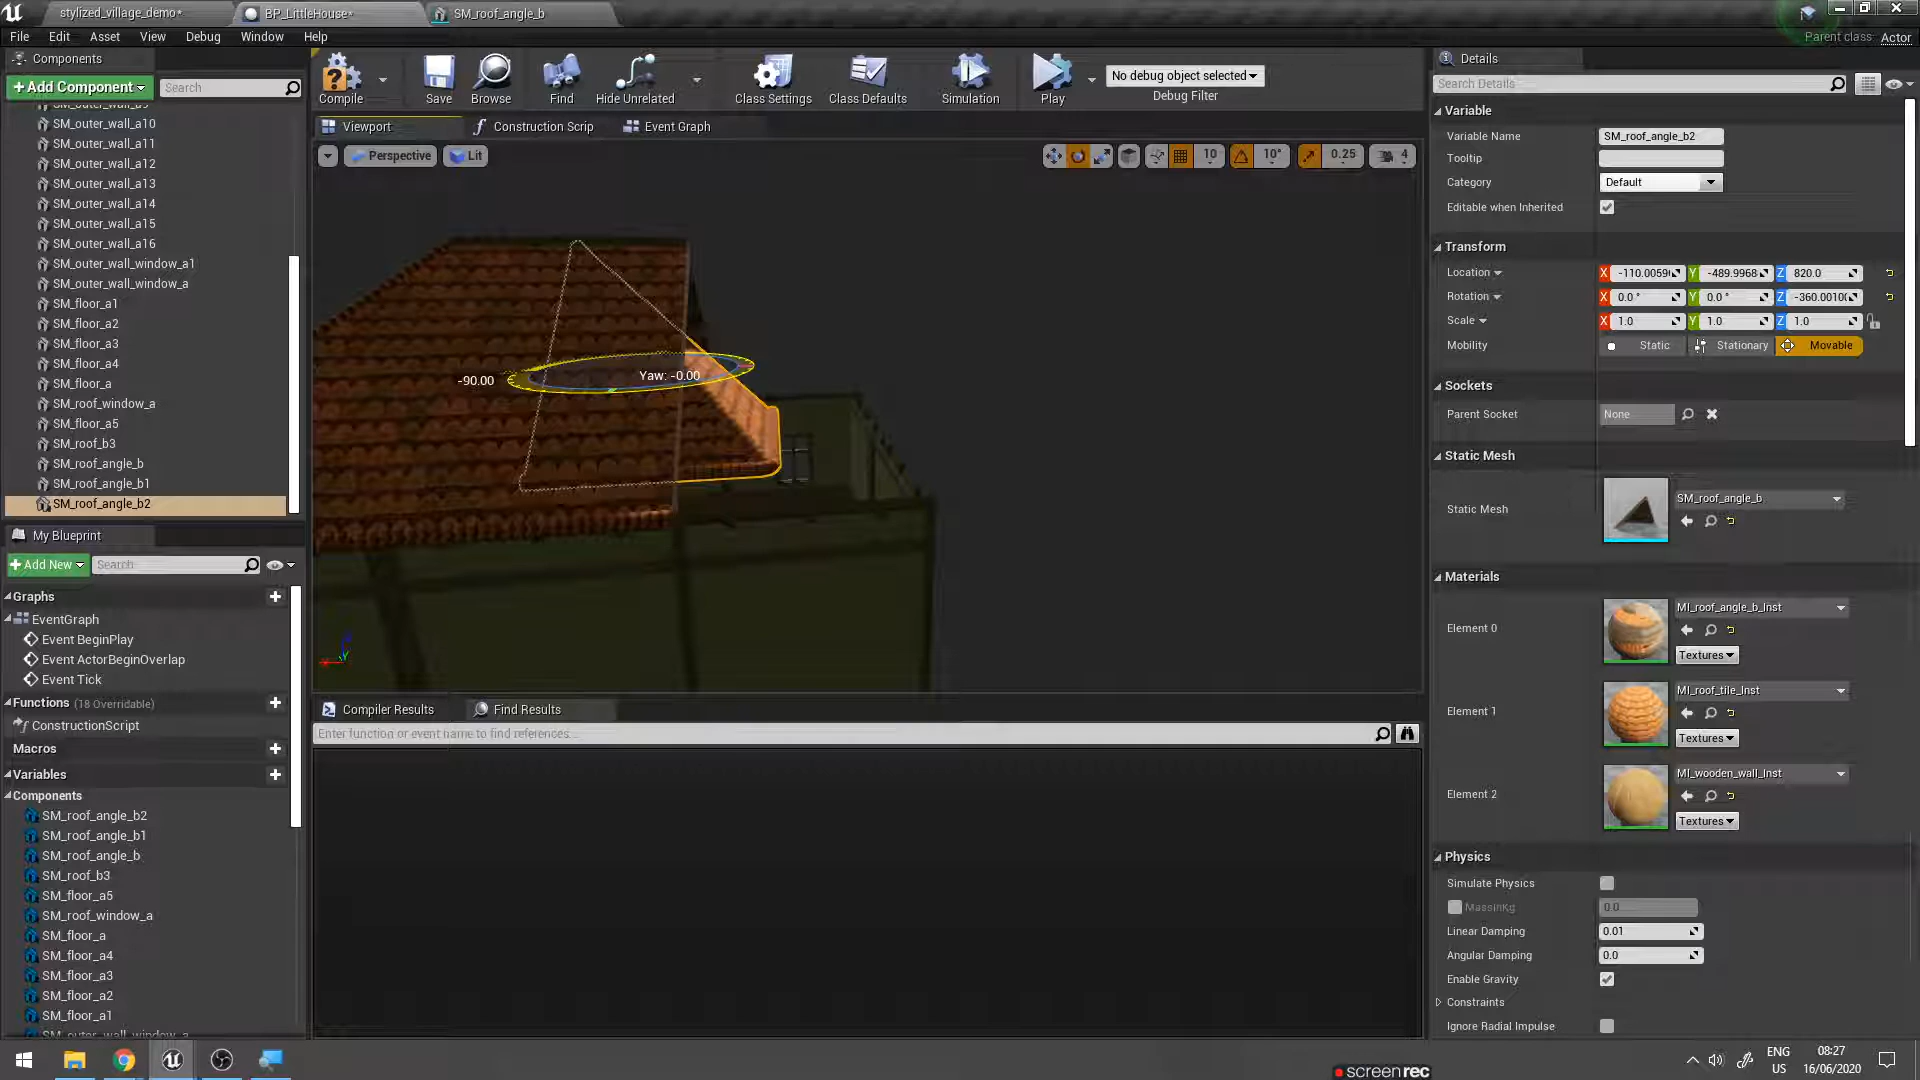 stylized_village_demo*
BP_LittleHouse*
SM_roof_angle_b
File Edit Asset View Debug Window Help
Parent class: Actor
Components
+Add Component
Search
SM_outer_wall_a9
SM_outer_wall_a10
SM_outer_wall_a11
SM_outer_wall_a12
SM_outer_wall_a13
SM_outer_wall_a14
SM_outer_wall_a15
SM_outer_wall_a16
SM_outer_wall_window_a1
SM_outer_wall_window_a
SM_floor_a1
SM_floor_a2
SM_floor_a3
SM_floor_a4
SM_floor_a
SM_roof_window_a
SM_floor_a5
SM_roof_b3
SM_roof_angle_b
SM_roof_angle_b1
SM_roof_angle_b2
My Blueprint
+Add New
Search
Graphs
EventGraph
Event BeginPlay
Event ActorBeginOverlap
Event Tick
Functions (18 Overridable)
ConstructionScript
Macros
Variables
Components
SM_roof_angle_b2
SM_roof_angle_b1
SM_roof_angle_b
SM_roof_b3
SM_floor_a5
SM_roof_window_a
SM_floor_a
SM_floor_a4
SM_floor_a3
SM_floor_a2
SM_floor_a1
SM_outer_wall_window_a
Compile
Save
Browse
Find
Hide Unrelated
Class Settings
Class Defaults
Simulation
Play
No debug object selected
Debug Filter
Viewport
Construction Scrip
Event Graph
Perspective
Lit
10
10°
0.25
4
-90.00
Yaw: -0.00
Compiler Results
Find Results
Enter function or event name to find references...
Details
Search Details
Variable
Variable Name SM_roof_angle_b2
Tooltip
Category Default
Editable when Inherited
Transform
Location X -110.0059 Y -489.9968 Z 820.0
Rotation X 0.0 ° Y 0.0 ° Z -360.0010
Scale X 1.0 Y 1.0 Z 1.0
Mobility Static Stationary Movable
Sockets
Parent Socket None
Static Mesh
Static Mesh SM_roof_angle_b
Materials
Element 0 MI_roof_angle_b_Inst
Textures
Element 1 MI_roof_tile_Inst
Textures
Element 2 MI_wooden_wall_Inst
Textures
Physics
Simulate Physics
MassInKg 0.0
Linear Damping 0.01
Angular Damping 0.0
Enable Gravity
Constraints
Ignore Radial Impulse
ENG
US
08:27
16/06/2020
screenrec